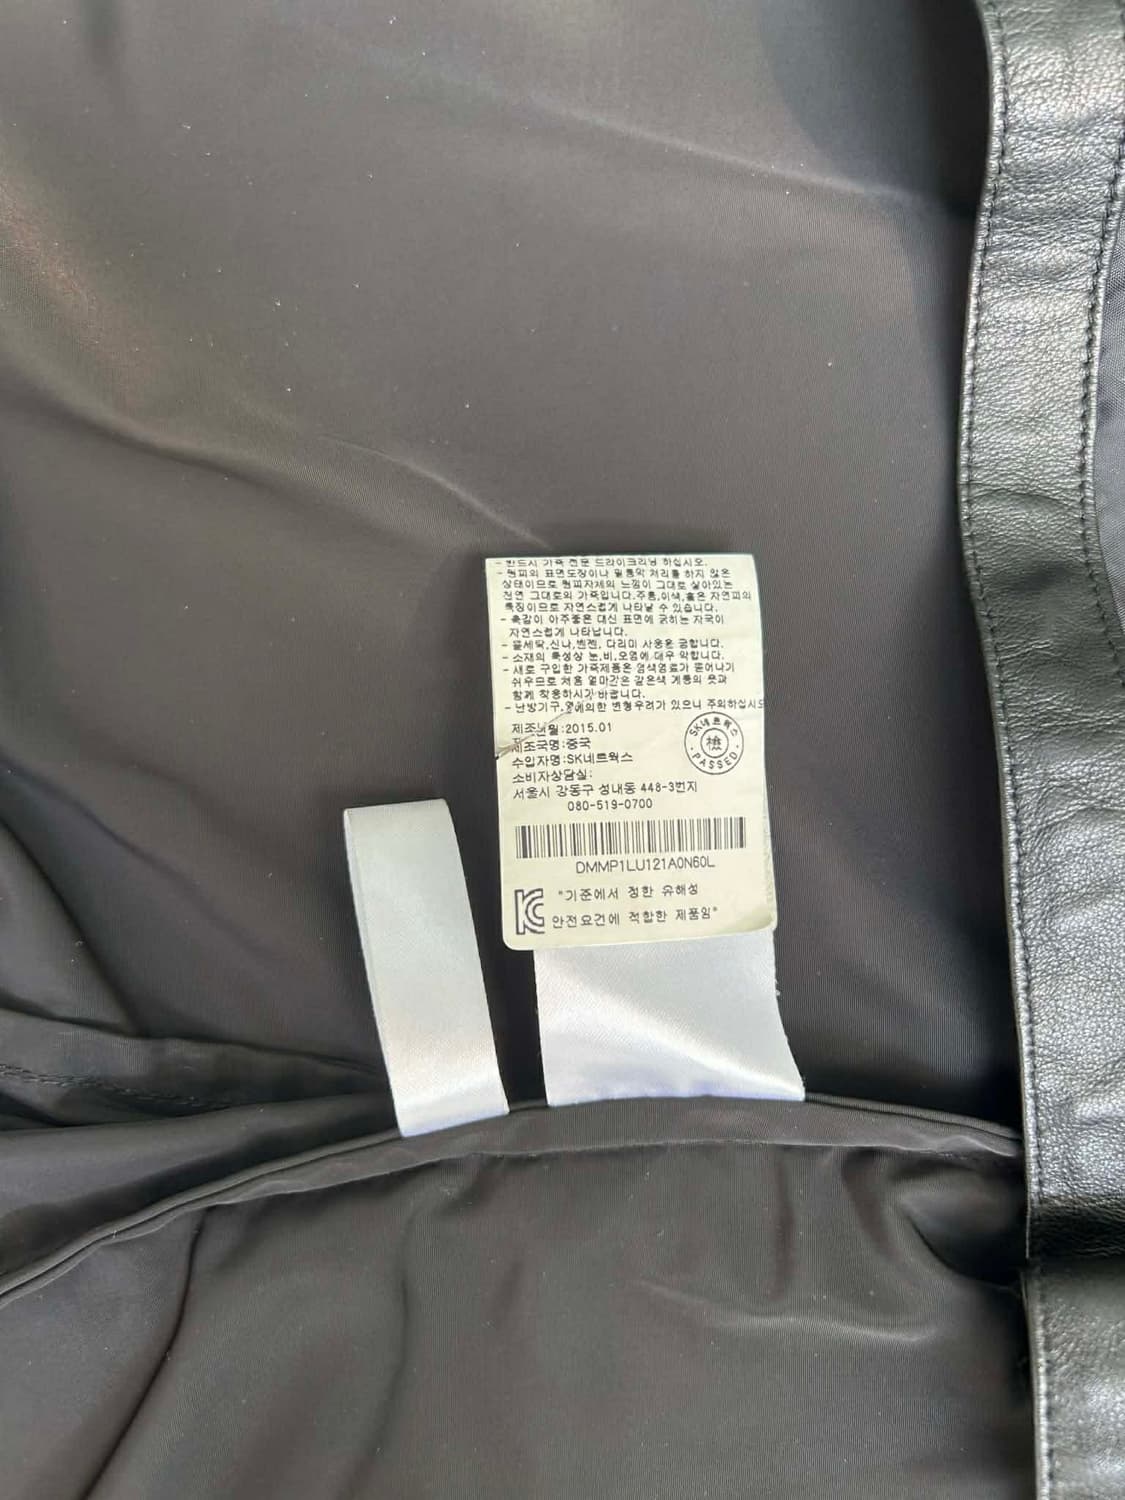 - 반드시 가죽 전문 드라이크리닝 하십시오.
- 원피의 표면도장이나 필름막 처리를 하지 않은
상태이므로 원피자체의 느낌이 그대로 살아있는
천연 그대로의 가죽입니다.주름,이색,흠은 자연피의
특징이므로 자연스럽게 나타날 수 있습니다.
- 촉감이 아주좋은 대신 표면에 긁히는 자국이
자연스럽게 나타납니다.
- 물세탁,신나,벤젠, 다리미 사용은 금합니다.
- 소재의 특성상 눈,비,오염에 대우 약합니다.
- 새로 구입한 가죽제품은 염색염료가 묻어나기
쉬우므로 처음 얼마간은 같은색 계통의 옷과
함께 착용하시기 바랍니다.
- 난방기구,열에의한 변형우려가 있으니 주의하십시오
제조년월:2015.01
제조국명:중국
수입자명:SK네트웍스
소비자상담실:
서울시 강동구 성내동 448-3번지
080-519-0700
SK네트웍스
檢
PASSED
DMMP1LU121A0N60L
KC
"기준에서 정한 유해성
안전요건에 적합한 제품임"